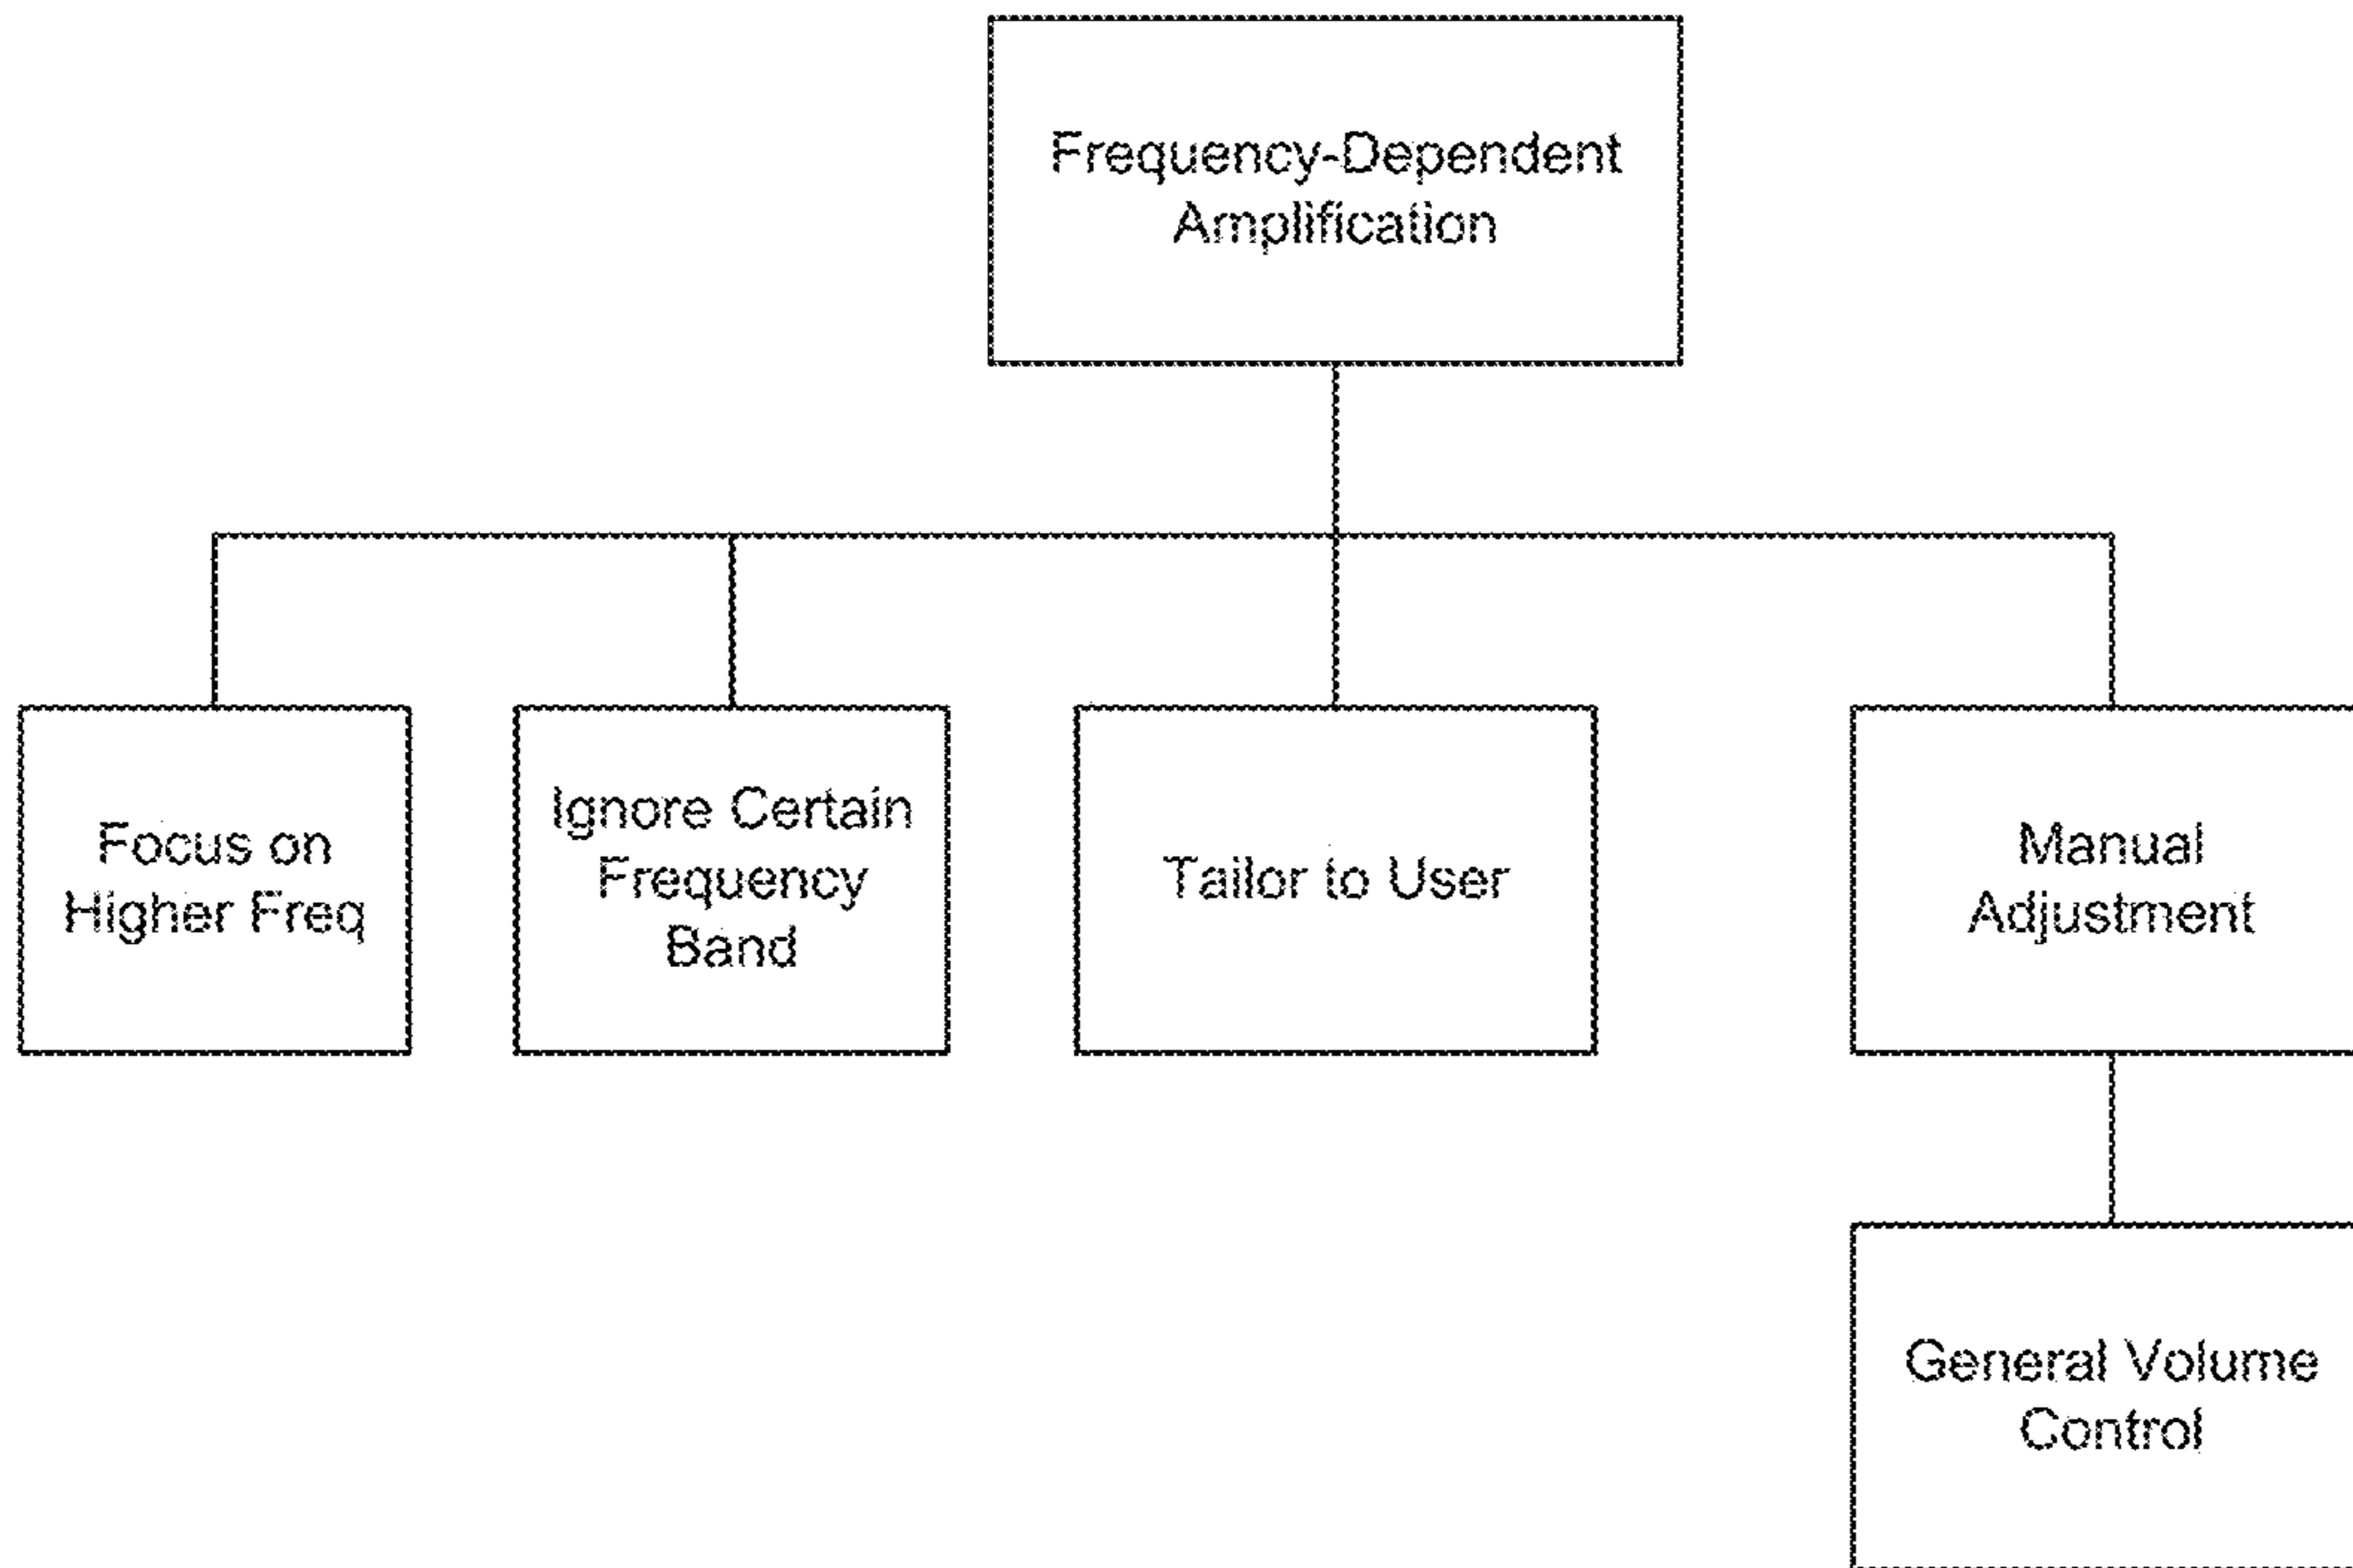 Frequency-Dependent
Amplification
Focus on
Higher Freq
Ignore Certain
Frequency
Band
Tailor to User
Manual
Adjustment
General Volume
Control